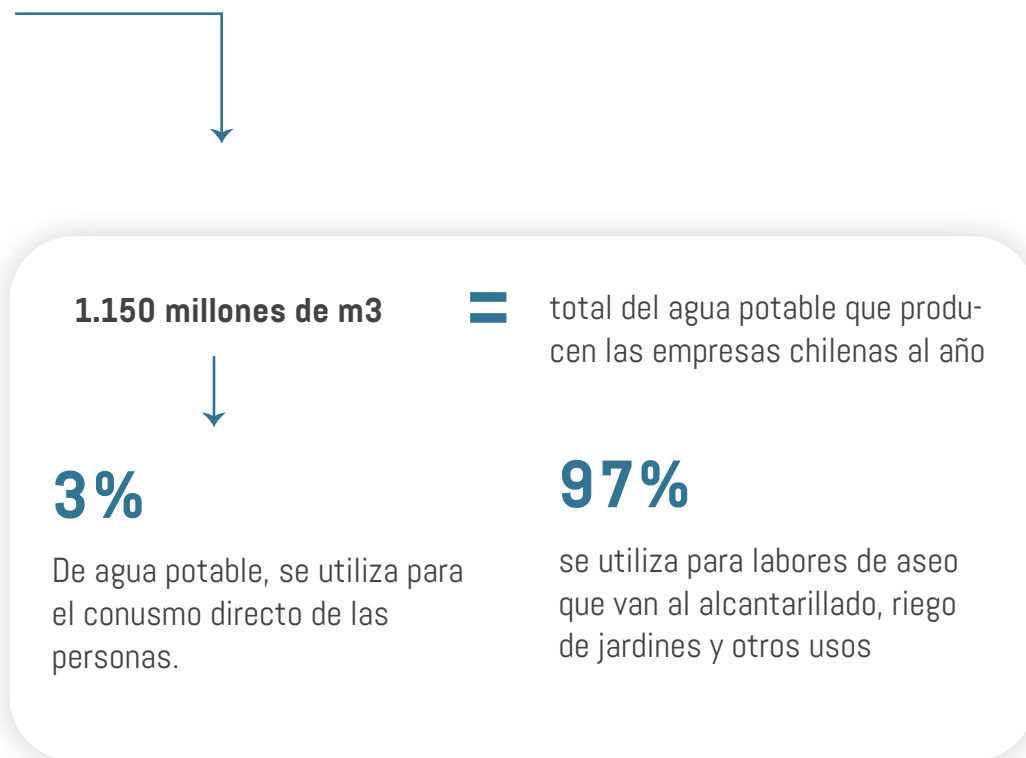 1.150 millones de m3
=
total del agua potable que produ-
cen las empresas chilenas al año
3%
De agua potable, se utiliza para
el conusmo directo de las
personas.
97%
se utiliza para labores de aseo
que van al alcantarillado, riego
de jardines y otros usos